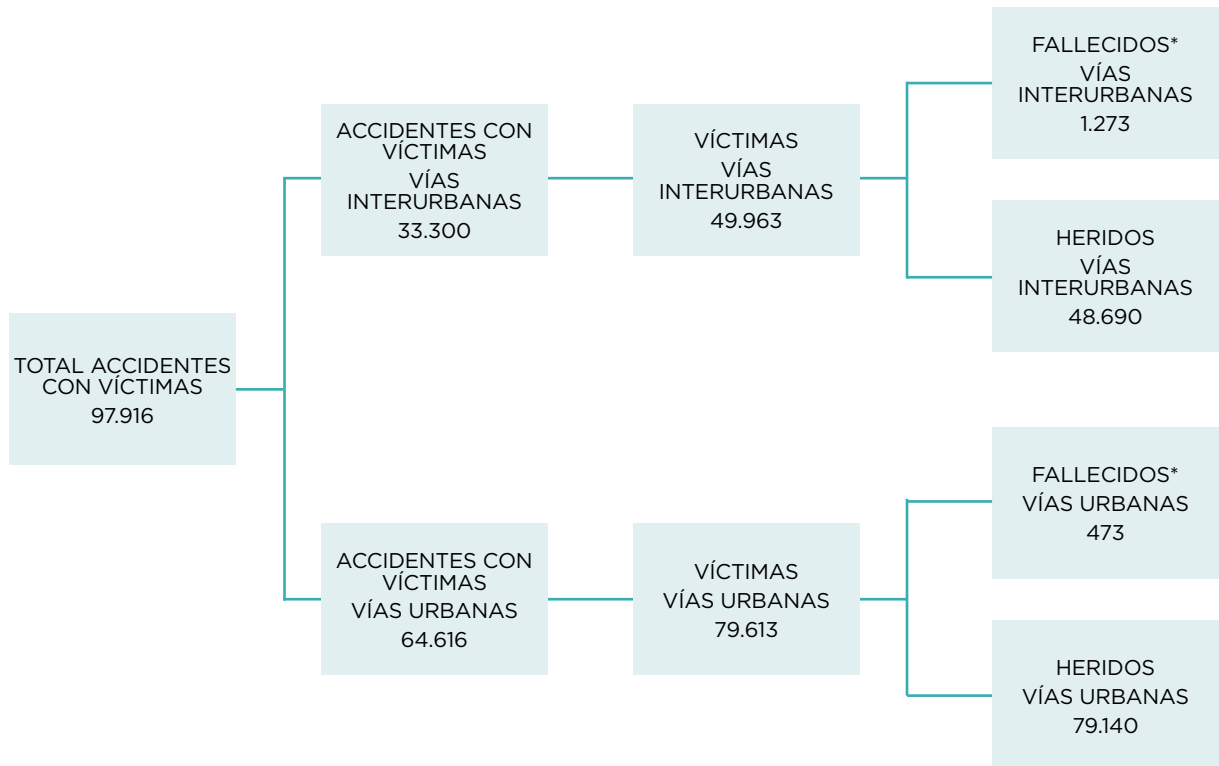 TOTAL ACCIDENTES
CON VÍCTIMAS
97.916
ACCIDENTES CON
VÍCTIMAS
VÍAS
INTERURBANAS
33.300
VÍCTIMAS
VÍAS
INTERURBANAS
49.963
FALLECIDOS*
VÍAS
INTERURBANAS
1.273
HERIDOS
VÍAS
INTERURBANAS
48.690
ACCIDENTES CON
VÍCTIMAS
VÍAS URBANAS
64.616
VÍCTIMAS
VÍAS URBANAS
79.613
FALLECIDOS*
VÍAS URBANAS
473
HERIDOS
VÍAS URBANAS
79.140